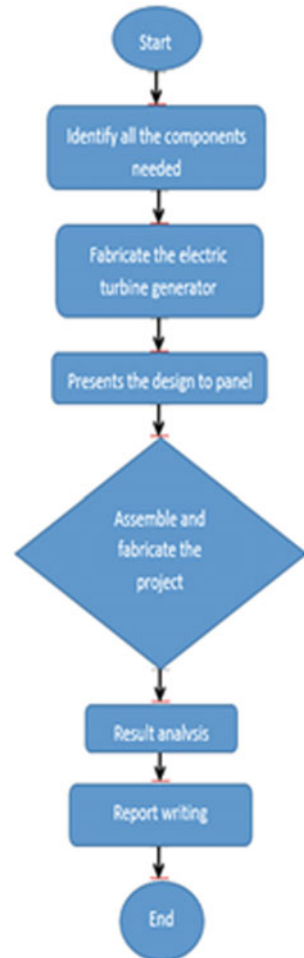 Start
Identify all the components
needed
Fabricate the electric
turbine generator
Presents the design to panel
Assemble and
fabricate the
project
Result analysis
Report writing
End